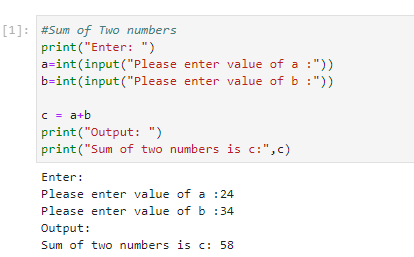 [1]: #Sum of Two numbers
print("Enter: ")
a=int(input("Please enter value of a :"))
b=int(input("Please enter value of b :"))
c = a+b
print("Output: ")
print("Sum of two numbers is c:",c)
Enter:
Please enter value of a :24
Please enter value of b :34
Output:
Sum of two numbers is c: 58